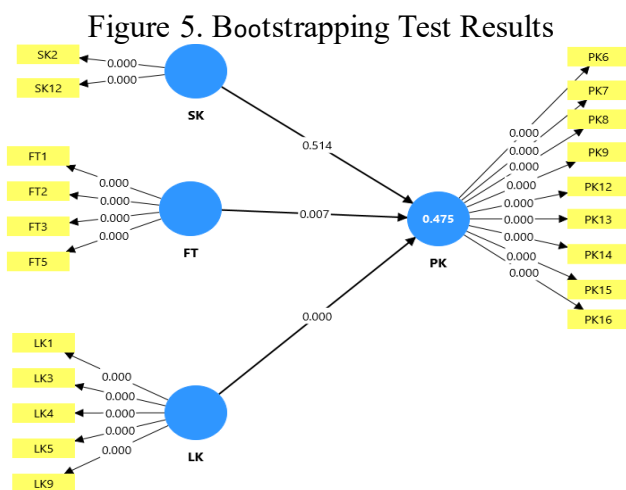 Figure 5. Bootstrapping Test Results
SK2
SK12
0.000
0.000
SK
0.514
FT1
FT2
FT3
FT5
0.000
0.000
0.000
0.000
FT
0.007
LK1
LK3
LK4
LK5
LK9
0.000
0.000
0.000
0.000
0.000
LK
0.000
0.475
PK
0.000
0.000
0.000
0.000
0.000
0.000
0.000
0.000
0.000
PK6
PK7
PK8
PK9
PK12
PK13
PK14
PK15
PK16